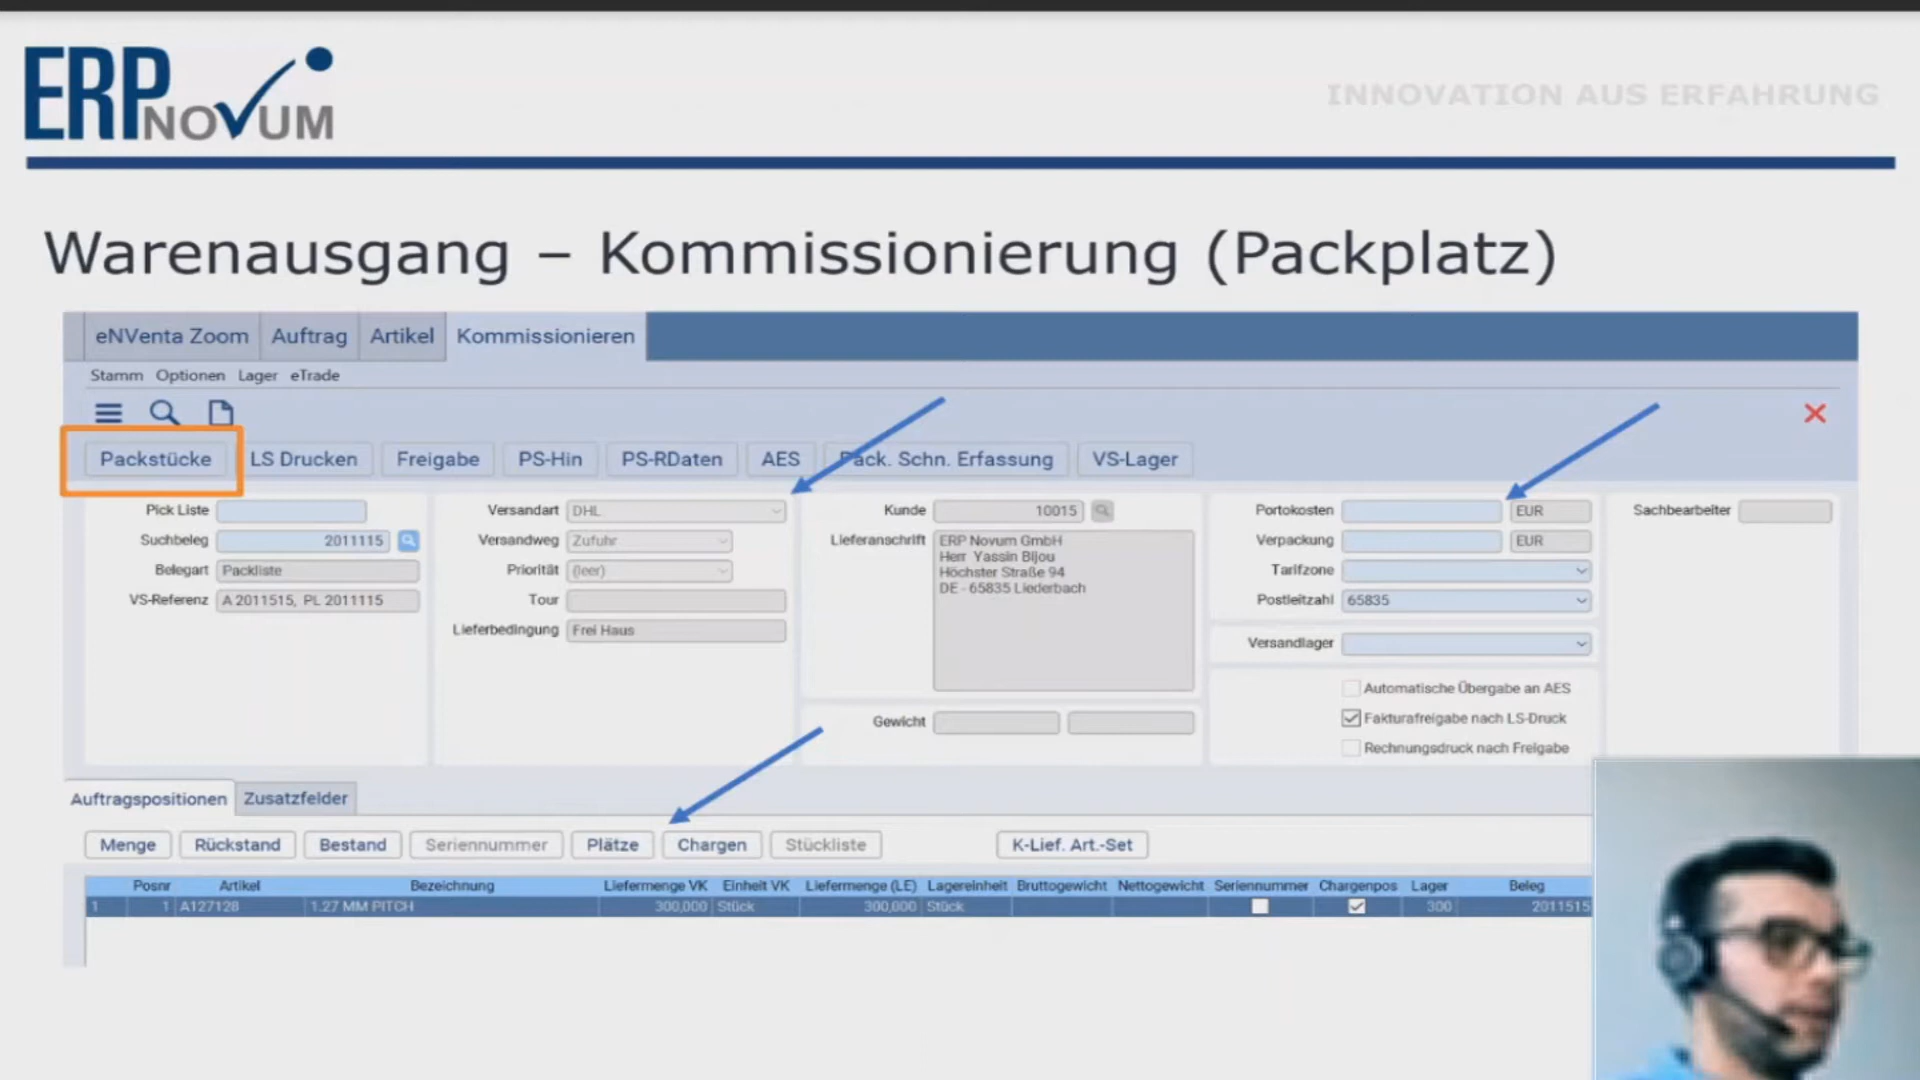 ERP NOVUM
INNOVATION AUS ERFAHRUNG
Warenausgang – Kommissionierung (Packplatz)
eNVenta Zoom Auftrag Artikel Kommissionieren
Stamm Optionen Lager eTrade
Packstücke LS Drucken Freigabe PS-Hin PS-RDaten AES Pack. Schn. Erfassung VS-Lager
Pick Liste Versandart DHL Kunde 10015 Portokosten EUR Sachbearbeiter
Suchbeleg 2011115 Versandweg Zufuhr Lieferanschrift ERP Novum GmbH Verpackung EUR
Herr Yassin Bijou
Belegart Packliste Priorität (leer) Höchster Straße 94 Tarifzone
DE - 65835 Liederbach
VS-Referenz A 2011515, PL 2011115 Tour Postleitzahl 65835
Lieferbedingung Frei Haus
Versandlager
Automatische Übergabe an AES
Gewicht Fakturafreigabe nach LS-Druck
Rechnungsdruck nach Freigabe
Auftragspositionen Zusatzfelder
Menge Rückstand Bestand Seriennummer Plätze Chargen Stückliste K-Lief. Art.-Set
Posnr Artikel Bezeichnung Liefermenge VK Einheit VK Liefermenge (LE) Lagereinheit Bruttogewicht Nettogewicht Seriennummer Chargenpos Lager Beleg
1 1 A127128 1.27 MM PITCH 300,000 Stück 300,000 Stück 300 2011515